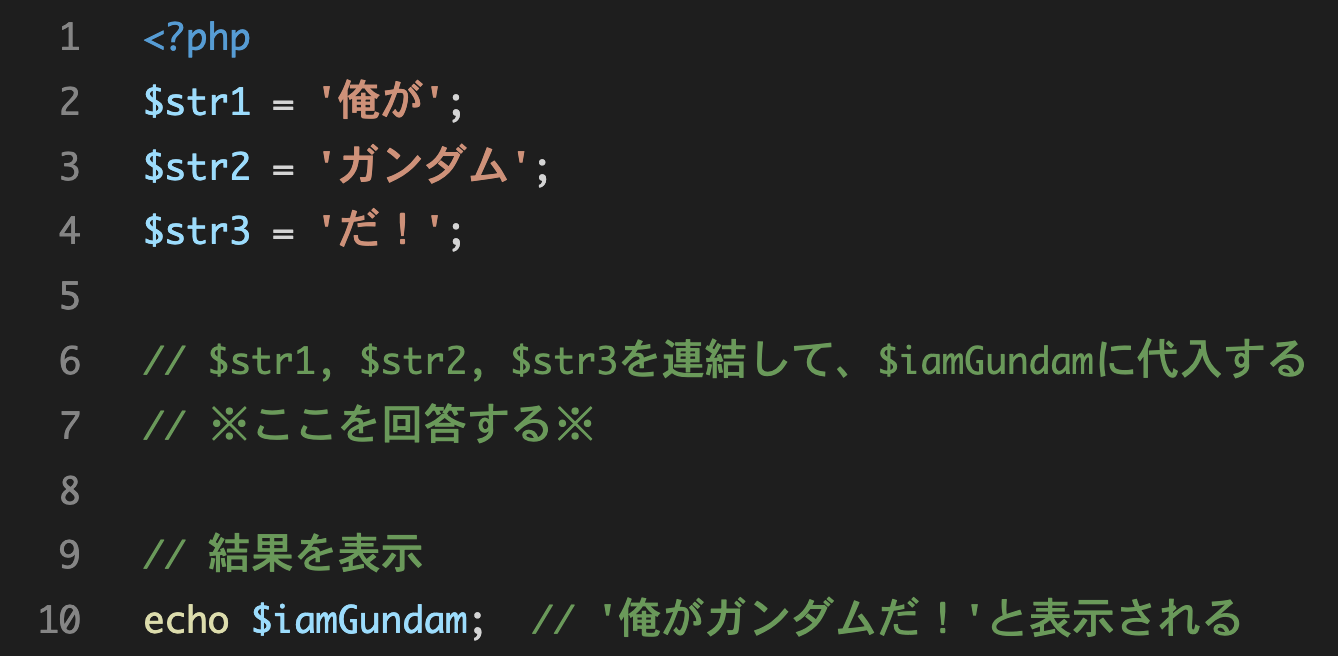 1 <?php
2 $str1 = '俺が';
3 $str2 = 'ガンダム';
4 $str3 = 'だ！';
5
6 // $str1, $str2, $str3を連結して、$iamGundamに代入する
7 // ※ここを回答する※
8
9 // 結果を表示
10 echo $iamGundam;  // '俺がガンダムだ！'と表示される